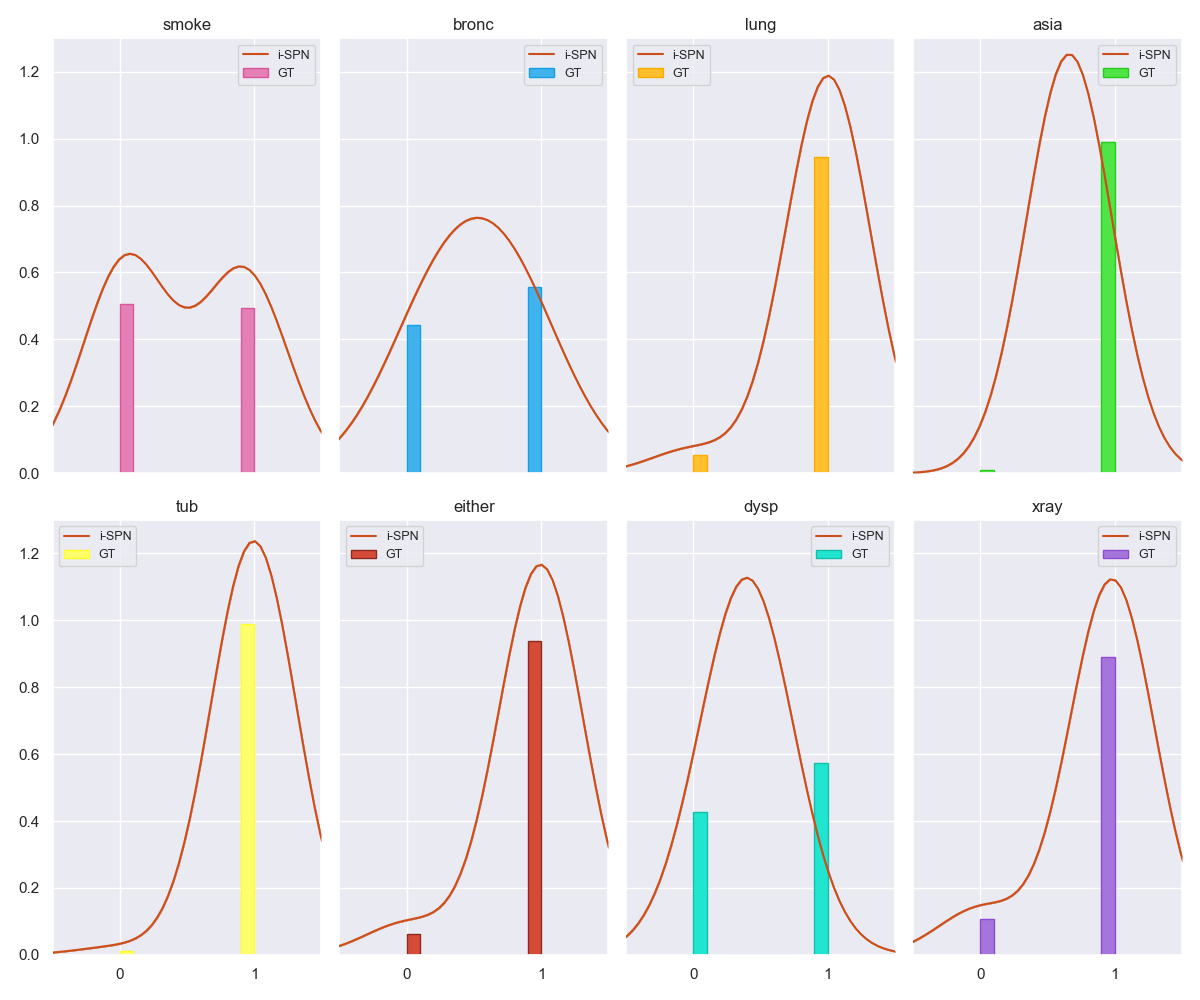 smoke
bronc
lung
asia
i-SPN
GT
i-SPN
GT
i-SPN
GT
i-SPN
GT
1.2
1.0
0.8
0.6
0.4
0.2
0.0
tub
either
dysp
xray
i-SPN
GT
i-SPN
GT
i-SPN
GT
i-SPN
GT
1.2
1.0
0.8
0.6
0.4
0.2
0.0
0 1
0 1
0 1
0 1